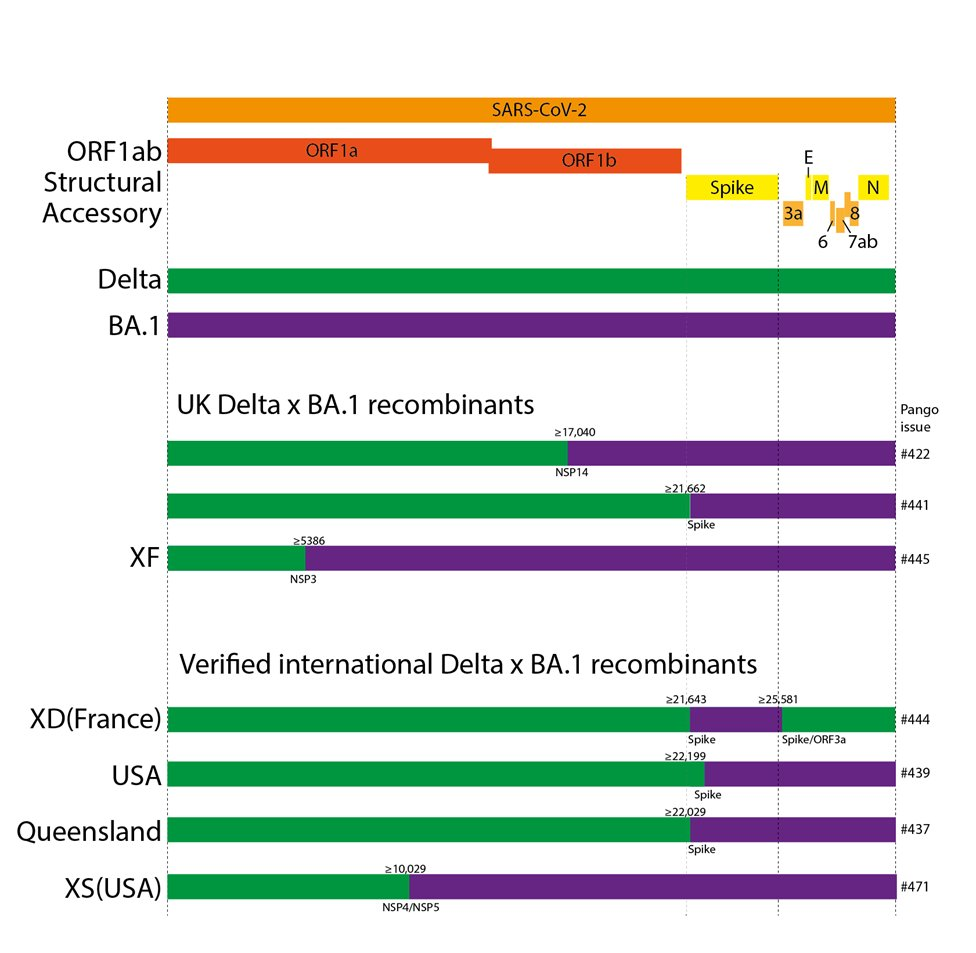 SARS-CoV-2
ORF1ab
ORF1a
ORF1b
Structural
Spike
E
M
N
Accessory
3a
8
6
7ab
Delta
BA.1
UK Delta x BA.1 recombinants
Pango
issue
≥17,040
#422
NSP14
≥21,662
#441
Spike
≥5386
XF
#445
NSP3
Verified international Delta x BA.1 recombinants
≥21,643
≥25,581
XD(France)
#444
Spike
Spike/ORF3a
≥22,199
USA
#439
Spike
≥22,029
Queensland
#437
Spike
≥10,029
XS(USA)
#471
NSP4/NSP5